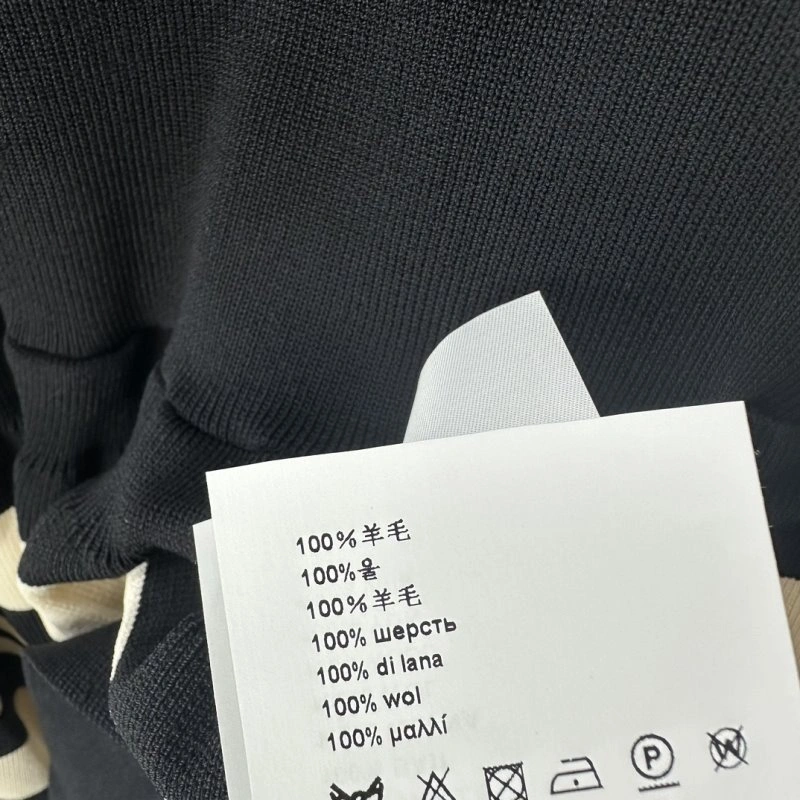 100%羊毛
100%울
100%羊毛
100% шерсть
100% di lana
100% wol
100% μαλλί
P
W